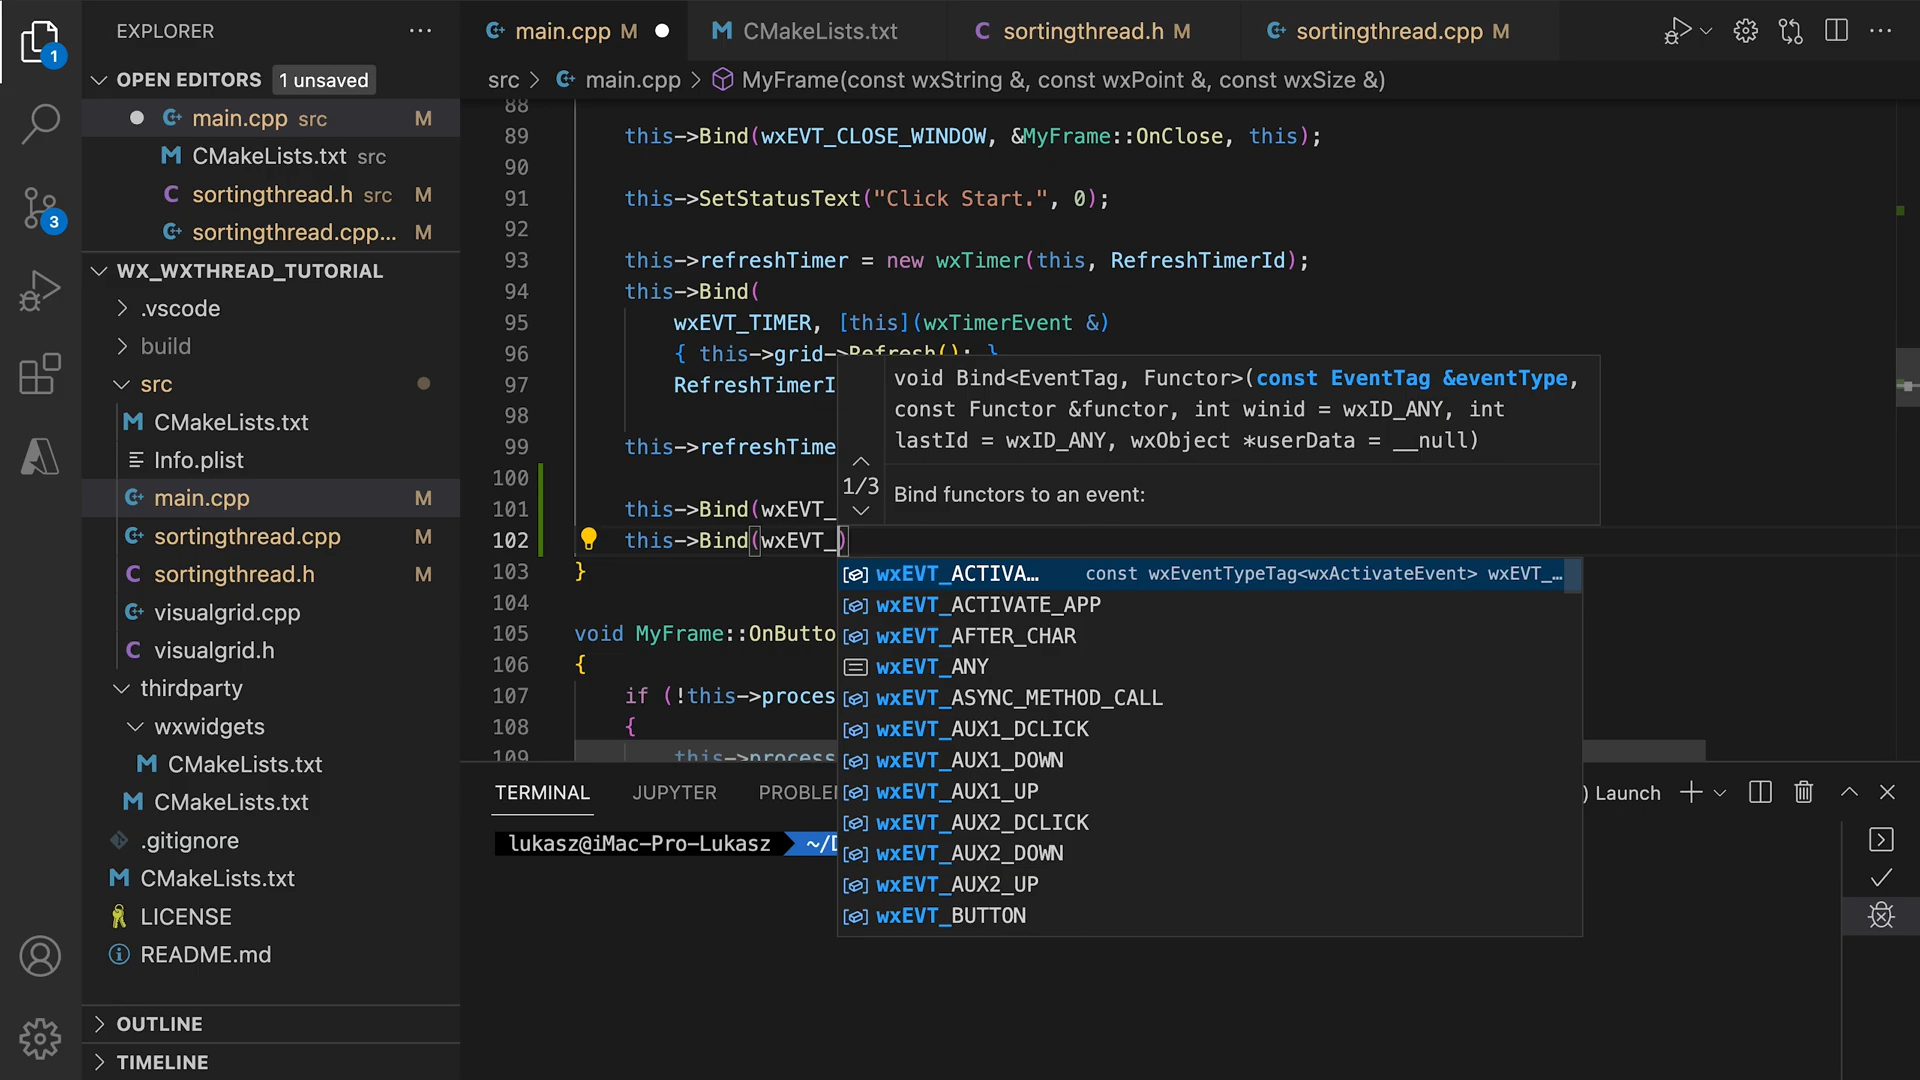 EXPLORER
OPEN EDITORS 1 unsaved
main.cpp src M
CMakeLists.txt src
sortingthread.h src M
sortingthread.cpp... M
WX_WXTHREAD_TUTORIAL
.vscode
build
src
CMakeLists.txt
Info.plist
main.cpp M
sortingthread.cpp M
sortingthread.h M
visualgrid.cpp
visualgrid.h
thirdparty
wxwidgets
CMakeLists.txt
CMakeLists.txt
.gitignore
CMakeLists.txt
LICENSE
README.md
OUTLINE
TIMELINE
1
3
main.cpp M CMakeLists.txt sortingthread.h M sortingthread.cpp M
src main.cpp MyFrame(const wxString &, const wxPoint &, const wxSize &)
88
89 this->Bind(wxEVT_CLOSE_WINDOW, &MyFrame::OnClose, this);
90
91 this->SetStatusText("Click Start.", 0);
92
93 this->refreshTimer = new wxTimer(this, RefreshTimerId);
94 this->Bind(
95 wxEVT_TIMER, [this](wxTimerEvent &)
96 { this->grid->Refresh(); }
97 RefreshTimerI
98
99 this->refreshTime
100
101 this->Bind(wxEVT_
102 this->Bind(wxEVT_)
103 }
104
105 void MyFrame::OnButto
106 {
107 if (!this->proces
108 {
109 this->process
void Bind<EventTag, Functor>(const EventTag &eventType,
const Functor &functor, int winid = wxID_ANY, int
lastId = wxID_ANY, wxObject *userData = __null)
1/3 Bind functors to an event:
wxEVT_ACTIVA… const wxEventTypeTag<wxActivateEvent> wxEVT_…
wxEVT_ACTIVATE_APP
wxEVT_AFTER_CHAR
wxEVT_ANY
wxEVT_ASYNC_METHOD_CALL
wxEVT_AUX1_DCLICK
wxEVT_AUX1_DOWN
wxEVT_AUX1_UP
wxEVT_AUX2_DCLICK
wxEVT_AUX2_DOWN
wxEVT_AUX2_UP
wxEVT_BUTTON
TERMINAL JUPYTER PROBLE ) Launch
lukasz@iMac-Pro-Lukasz ~/D